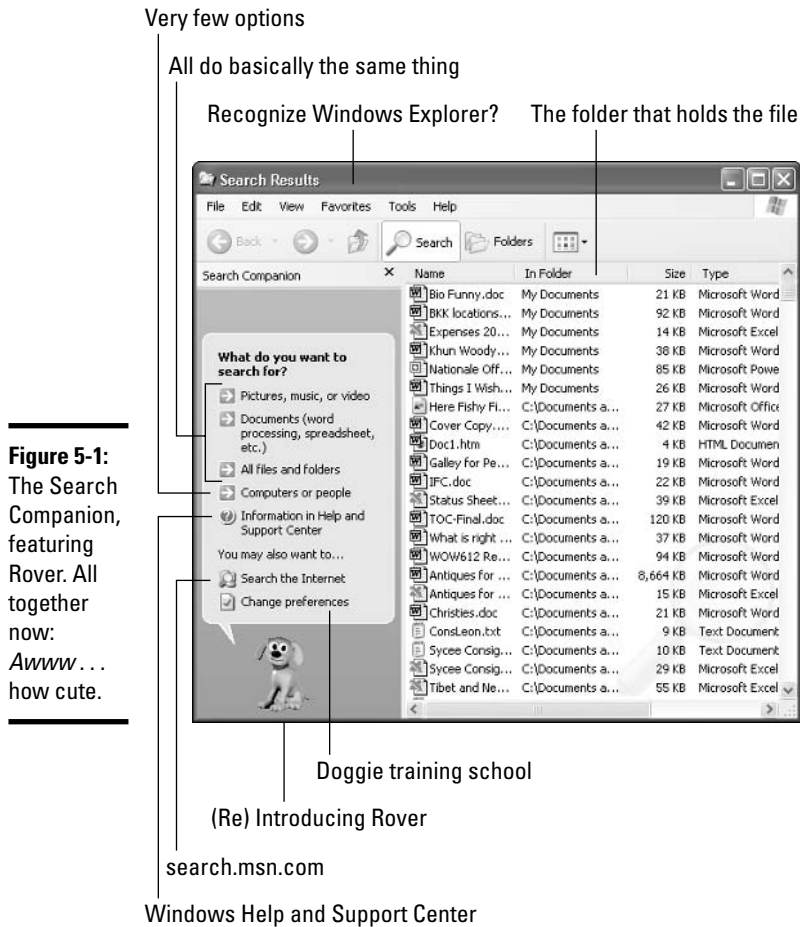 Very few options
All do basically the same thing
Recognize Windows Explorer? The folder that holds the file
Search Results
File Edit View Favorites Tools Help
Back Search Folders
Search Companion
What do you want to
search for?
Pictures, music, or video
Documents (word
processing, spreadsheet,
etc.)
All files and folders
Computers or people
Information in Help and
Support Center
You may also want to...
Search the Internet
Change preferences
Name In Folder Size Type
Bio Funny.doc My Documents 21 KB Microsoft Word
BKK locations... My Documents 92 KB Microsoft Word
Expenses 20... My Documents 14 KB Microsoft Excel
Khun Woody... My Documents 38 KB Microsoft Word
Nationale Off... My Documents 85 KB Microsoft Powe
Things I Wish... My Documents 26 KB Microsoft Word
Here Fishy Fi... C:\Documents a... 27 KB Microsoft Office
Cover Copy.... C:\Documents a... 42 KB Microsoft Word
Doc1.htm C:\Documents a... 4 KB HTML Documen
Galley for Pe... C:\Documents a... 19 KB Microsoft Word
IFC.doc C:\Documents a... 22 KB Microsoft Word
Status Sheet... C:\Documents a... 39 KB Microsoft Excel
TOC-Final.doc C:\Documents a... 120 KB Microsoft Word
What is right ... C:\Documents a... 37 KB Microsoft Word
WOW612 Re... C:\Documents a... 94 KB Microsoft Word
Antiques for ... C:\Documents a... 8,664 KB Microsoft Word
Antiques for ... C:\Documents a... 15 KB Microsoft Excel
Christies.doc C:\Documents a... 21 KB Microsoft Word
ConsLeon.txt C:\Documents a... 9 KB Text Document
Sycee Consig... C:\Documents a... 10 KB Text Document
Sycee Consig... C:\Documents a... 29 KB Microsoft Excel
Tibet and Ne... C:\Documents a... 55 KB Microsoft Excel
Figure 5-1:
The Search
Companion,
featuring
Rover. All
together
now:
Awww . . .
how cute.
Doggie training school
(Re) Introducing Rover
search.msn.com
Windows Help and Support Center